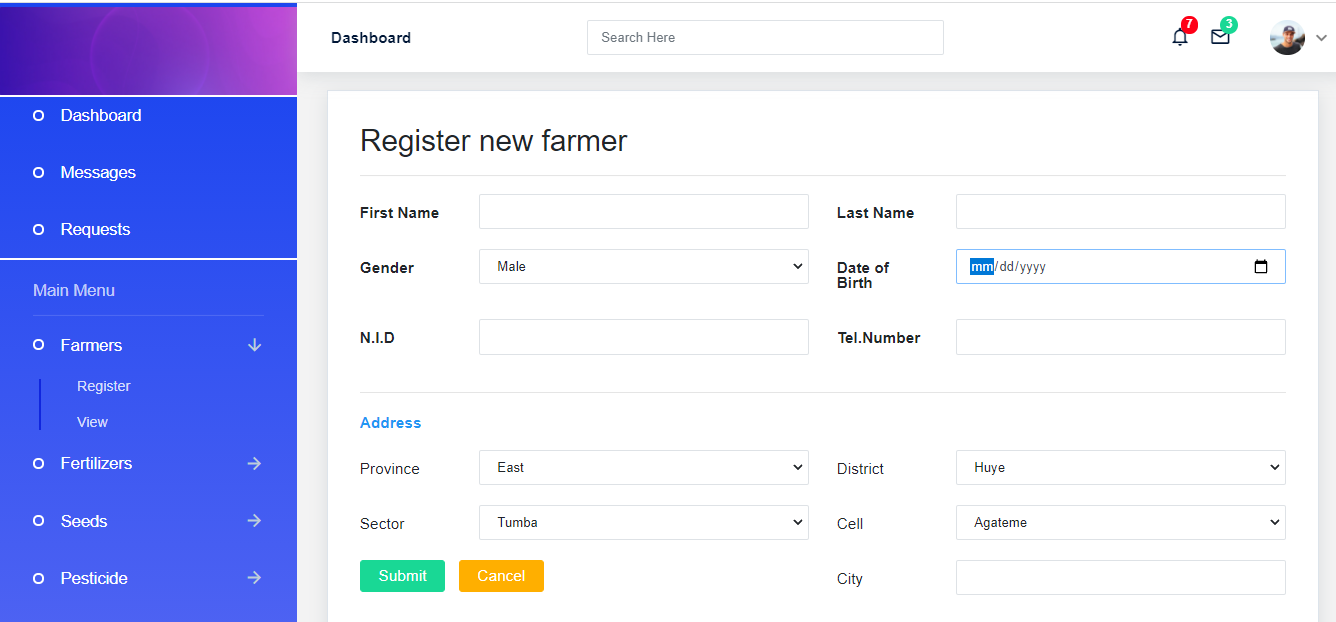 Dashboard
Search Here
7
3
Dashboard
Messages
Requests
Main Menu
Farmers
Register
View
Fertilizers
Seeds
Pesticide
Register new farmer
First Name
Last Name
Gender
Male
Date of
Birth
mm/dd/yyyy
N.I.D
Tel.Number
Address
Province
East
District
Huye
Sector
Tumba
Cell
Agateme
Submit
Cancel
City